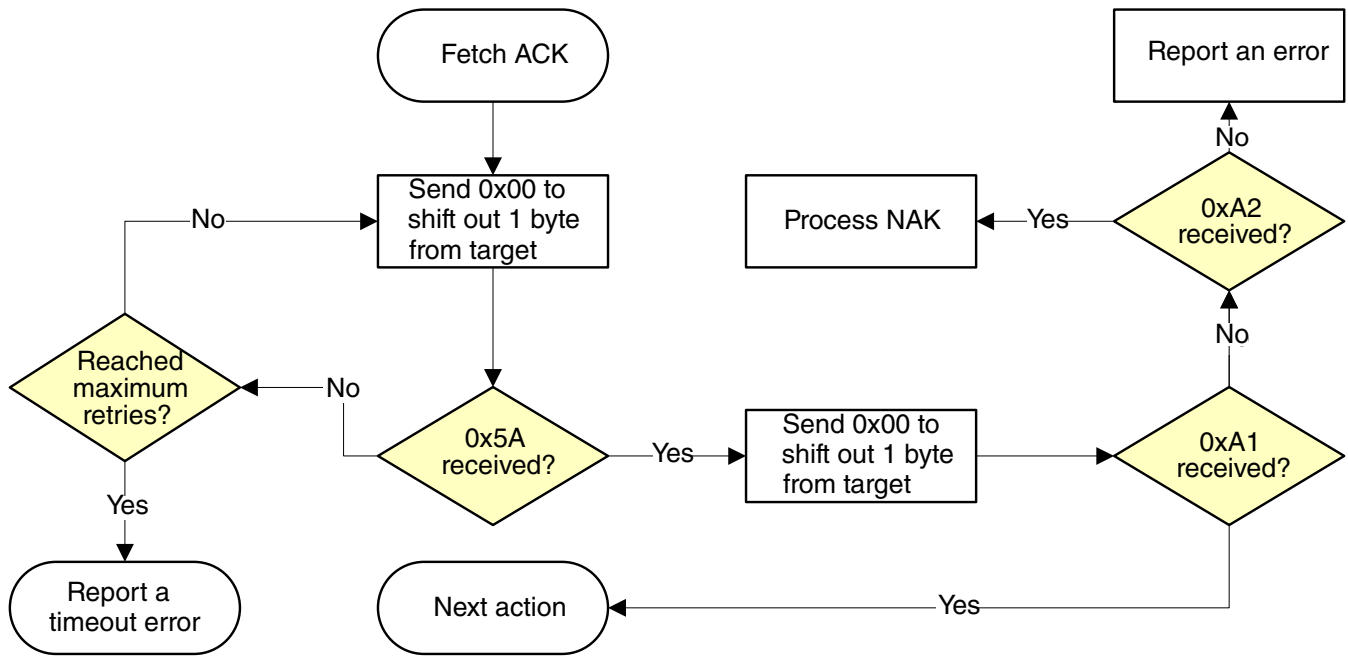 Fetch ACK
Report an error
No
Send 0x00 to
shift out 1 byte
from target
No
Process NAK
Yes
0xA2
received?
No
Reached
maximum
retries?
No
0x5A
received?
Yes
Send 0x00 to
shift out 1 byte
from target
0xA1
received?
Yes
Report a
timeout error
Next action
Yes